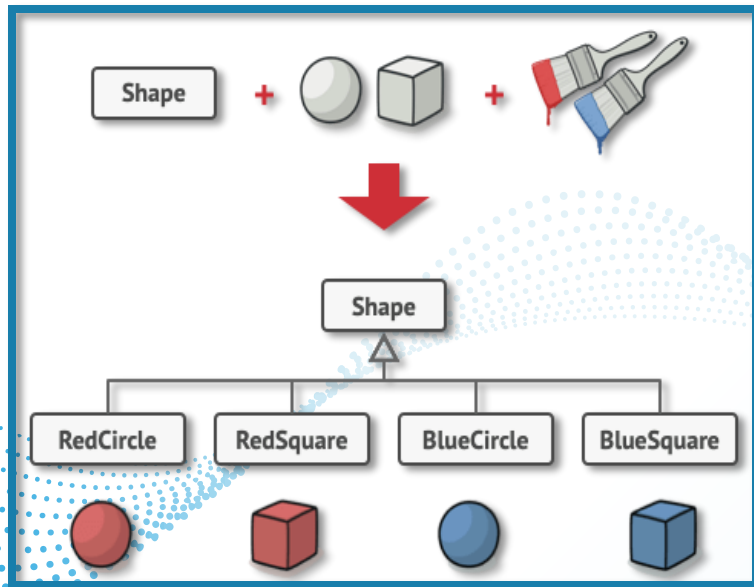 Shape
+
+
Shape
RedCircle
RedSquare
BlueCircle
BlueSquare